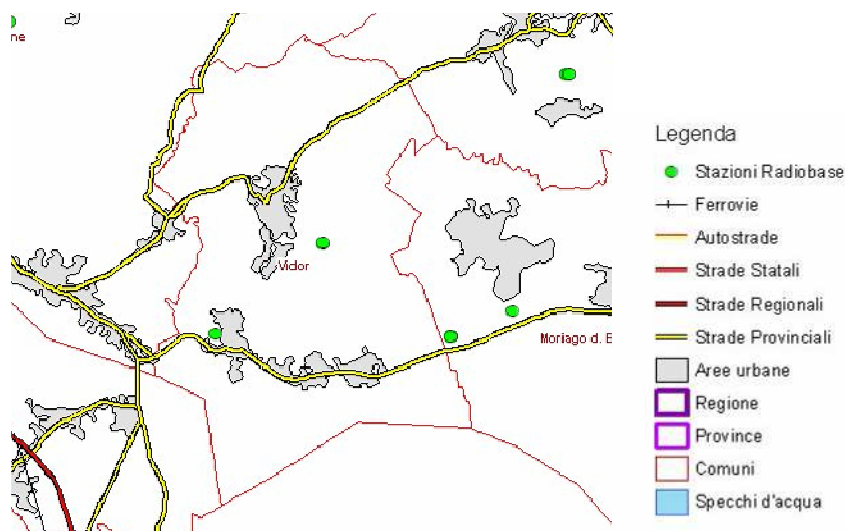 ne
Vidor
Moriago d. B
Legenda
Stazioni Radiobase
Ferrovie
Autostrade
Strade Statali
Strade Regionali
Strade Provinciali
Aree urbane
Regione
Province
Comuni
Specchi d'acqua